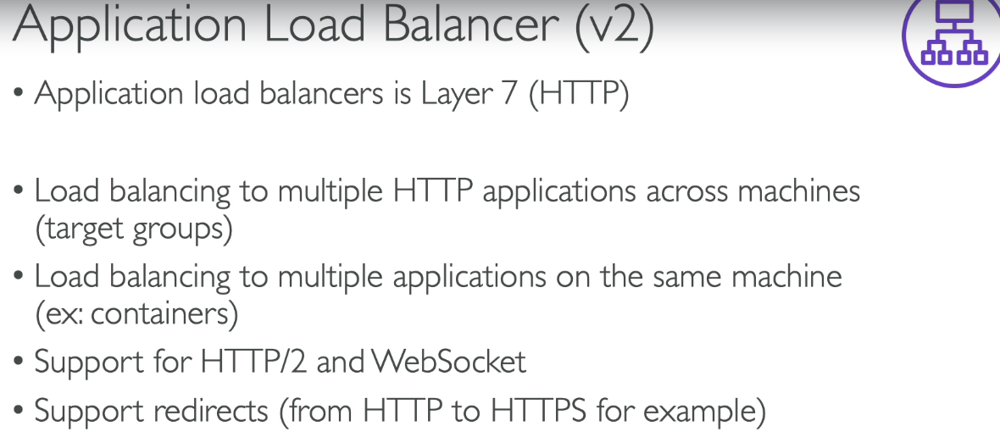 Application Load Balancer (v2)
• Application load balancers is Layer 7 (HTTP)
• Load balancing to multiple HTTP applications across machines
(target groups)
• Load balancing to multiple applications on the same machine
(ex: containers)
• Support for HTTP/2 and WebSocket
• Support redirects (from HTTP to HTTPS for example)